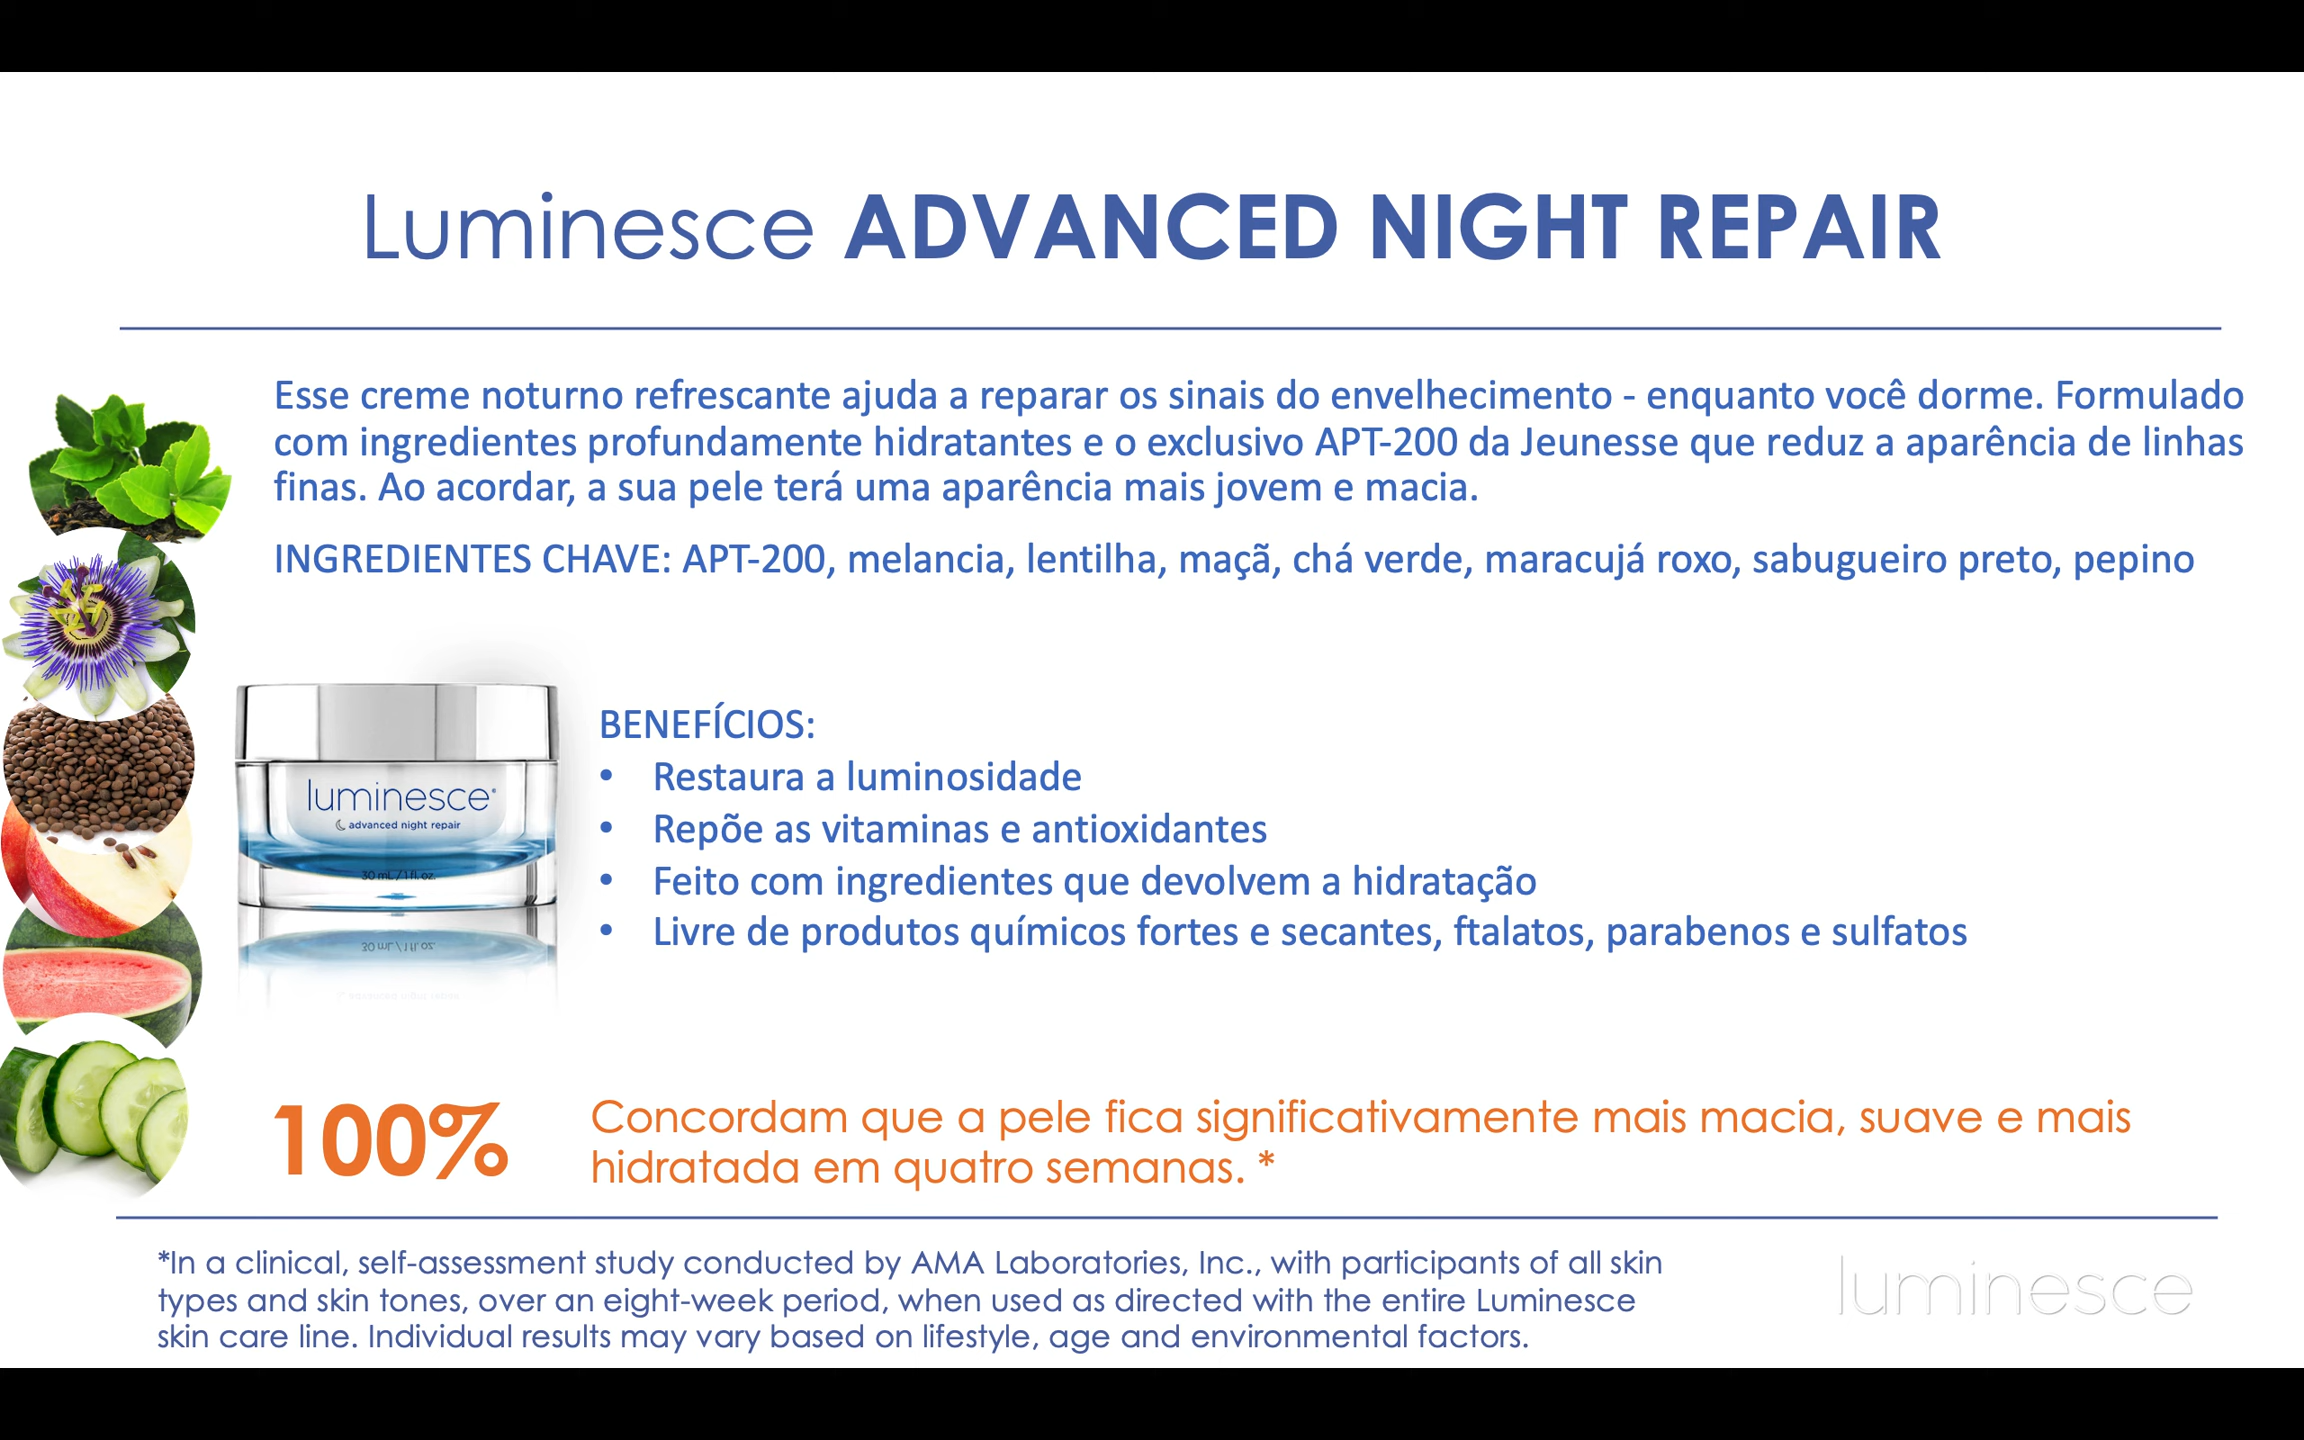 Luminesce ADVANCED NIGHT REPAIR
Esse creme noturno refrescante ajuda a reparar os sinais do envelhecimento - enquanto você dorme. Formulado
com ingredientes profundamente hidratantes e o exclusivo APT-200 da Jeunesse que reduz a aparência de linhas
finas. Ao acordar, a sua pele terá uma aparência mais jovem e macia.
INGREDIENTES CHAVE: APT-200, melancia, lentilha, maçã, chá verde, maracujá roxo, sabugueiro preto, pepino
luminesce®
advanced night repair
30 mL / 1 fl. oz.
BENEFÍCIOS:
• Restaura a luminosidade
• Repõe as vitaminas e antioxidantes
• Feito com ingredientes que devolvem a hidratação
• Livre de produtos químicos fortes e secantes, ftalatos, parabenos e sulfatos
100%
Concordam que a pele fica significativamente mais macia, suave e mais
hidratada em quatro semanas. *
*In a clinical, self-assessment study conducted by AMA Laboratories, Inc., with participants of all skin
types and skin tones, over an eight-week period, when used as directed with the entire Luminesce
skin care line. Individual results may vary based on lifestyle, age and environmental factors.
luminesce